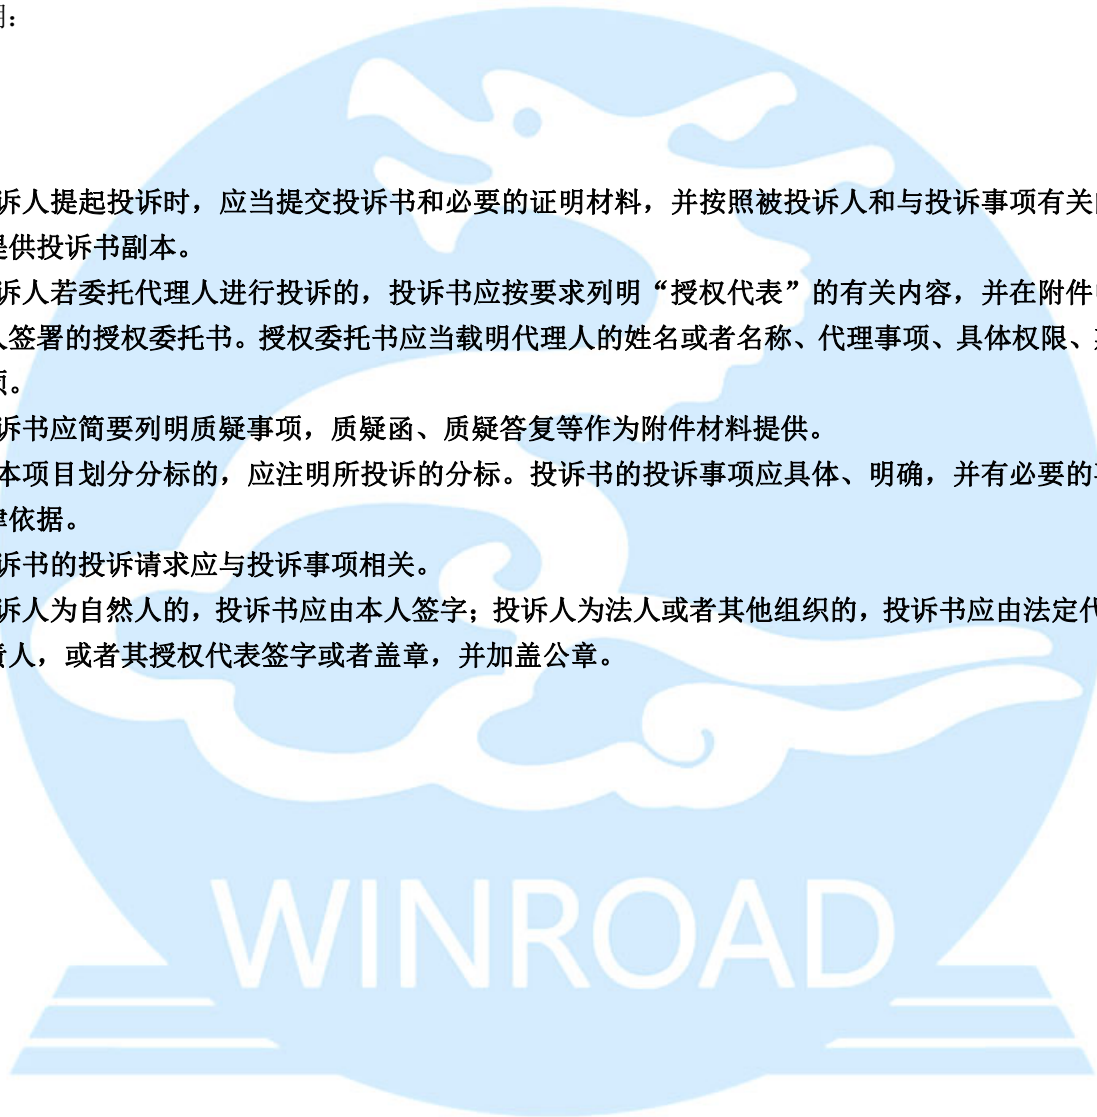 期：
诉人提起投诉时，应当提交投诉书和必要的证明材料，并按照被投诉人和与投诉事项有关
提供投诉书副本。
诉人若委托代理人进行投诉的，投诉书应按要求列明“授权代表”的有关内容，并在附件中
人签署的授权委托书。授权委托书应当载明代理人的姓名或者名称、代理事项、具体权限、
项。
诉书应简要列明质疑事项，质疑函、质疑答复等作为附件材料提供。
本项目划分分标的，应注明所投诉的分标。投诉书的投诉事项应具体、明确，并有必要的事
律依据。
诉书的投诉请求应与投诉事项相关。
诉人为自然人的，投诉书应由本人签字；投诉人为法人或者其他组织的，投诉书应由法定代
责人，或者其授权代表签字或者盖章，并加盖公章。
WINROAD